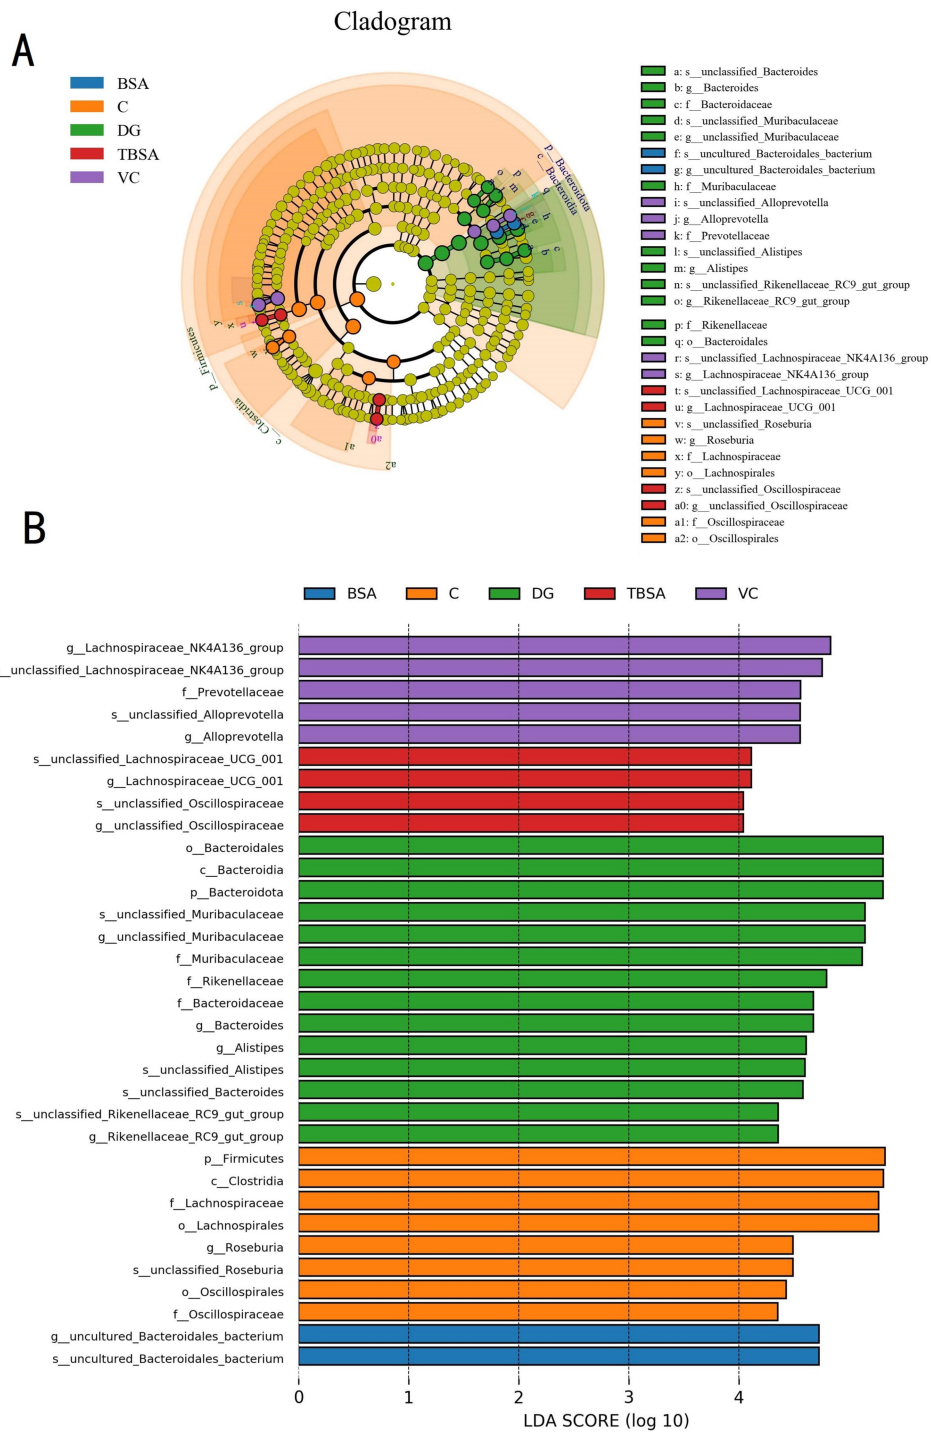 Cladogram
A
BSA
C
DG
TBSA
VC
p__Bacteroidota
c__Bacteroidia
p__Firmicutes
c__Clostridia
o
p
m
h
c
b
y
x
u
w
a1
a0
a2
a: s__unclassified_Bacteroides
b: g__Bacteroides
c: f__Bacteroidaceae
d: s__unclassified_Muribaculaceae
e: g__unclassified_Muribaculaceae
f: s__uncultured_Bacteroidales_bacterium
g: g__uncultured_Bacteroidales_bacterium
h: f__Muribaculaceae
i: s__unclassified_Alloprevotella
j: g__Alloprevotella
k: f__Prevotellaceae
l: s__unclassified_Alistipes
m: g__Alistipes
n: s__unclassified_Rikenellaceae_RC9_gut_group
o: g__Rikenellaceae_RC9_gut_group
p: f__Rikenellaceae
q: o__Bacteroidales
r: s__unclassified_Lachnospiraceae_NK4A136_group
s: g__Lachnospiraceae_NK4A136_group
t: s__unclassified_Lachnospiraceae_UCG_001
u: g__Lachnospiraceae_UCG_001
v: s__unclassified_Roseburia
w: g__Roseburia
x: f__Lachnospiraceae
y: o__Lachnospirales
z: s__unclassified_Oscillospiraceae
a0: g__unclassified_Oscillospiraceae
a1: f__Oscillospiraceae
a2: o__Oscillospirales
B
BSA C DG TBSA VC
g__Lachnospiraceae_NK4A136_group
__unclassified_Lachnospiraceae_NK4A136_group
f__Prevotellaceae
s__unclassified_Alloprevotella
g__Alloprevotella
s__unclassified_Lachnospiraceae_UCG_001
g__Lachnospiraceae_UCG_001
s__unclassified_Oscillospiraceae
g__unclassified_Oscillospiraceae
o__Bacteroidales
c__Bacteroidia
p__Bacteroidota
s__unclassified_Muribaculaceae
g__unclassified_Muribaculaceae
f__Muribaculaceae
f__Rikenellaceae
f__Bacteroidaceae
g__Bacteroides
g__Alistipes
s__unclassified_Alistipes
s__unclassified_Bacteroides
s__unclassified_Rikenellaceae_RC9_gut_group
g__Rikenellaceae_RC9_gut_group
p__Firmicutes
c__Clostridia
f__Lachnospiraceae
o__Lachnospirales
g__Roseburia
s__unclassified_Roseburia
o__Oscillospirales
f__Oscillospiraceae
g__uncultured_Bacteroidales_bacterium
s__uncultured_Bacteroidales_bacterium
0 1 2 3 4
LDA SCORE (log 10)